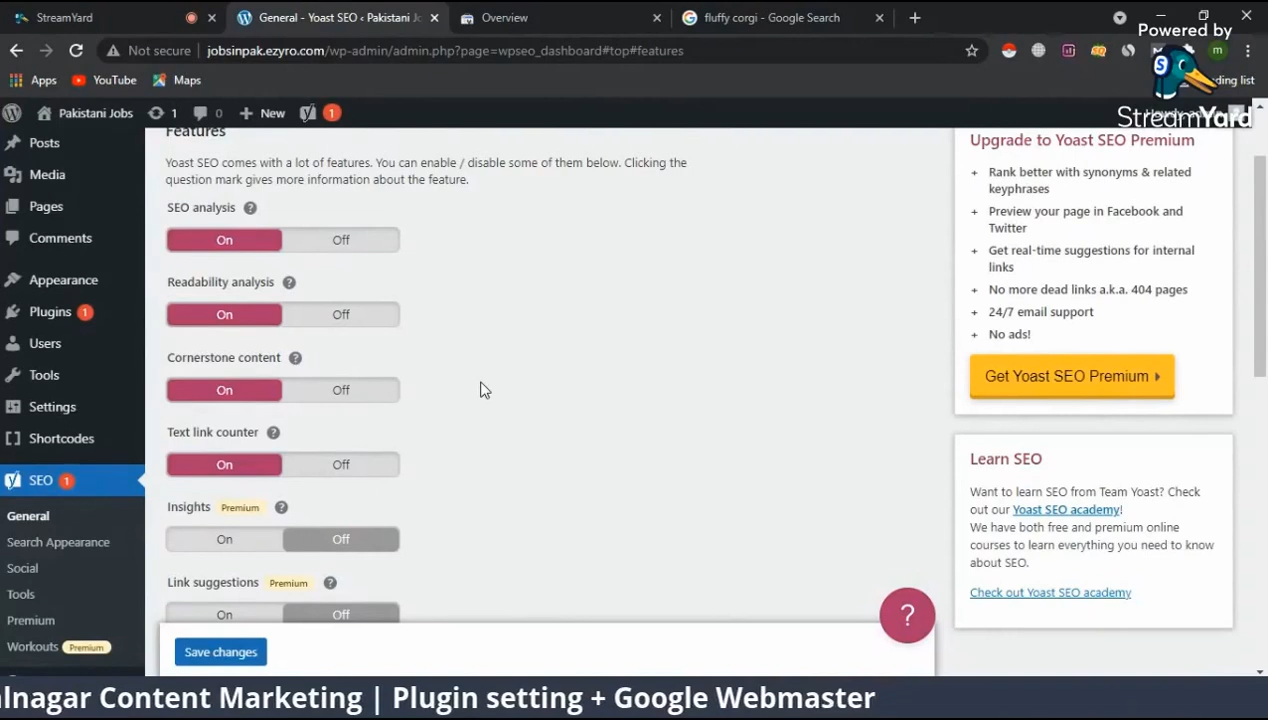 StreamYard
General - Yoast SEO ‹ Pakistani J
Overview
fluffy corgi - Google Search
Powered by
Not secure
jobsinpak.ezyro.com/wp-admin/admin.php?page=wpseo_dashboard#top#features
m
Apps
YouTube
Maps
ding list
StreamYard
Pakistani Jobs
1
0
New
1
Posts
Media
Pages
Comments
Appearance
Plugins 1
Users
Tools
Settings
Shortcodes
SEO 1
General
Search Appearance
Social
Tools
Premium
Workouts Premium
Features
Yoast SEO comes with a lot of features. You can enable / disable some of them below. Clicking the
question mark gives more information about the feature.
SEO analysis ?
On Off
Readability analysis ?
On Off
Cornerstone content ?
On Off
Text link counter ?
On Off
Insights Premium ?
On Off
Link suggestions Premium ?
On Off
Save changes
?
Upgrade to Yoast SEO Premium
+ Rank better with synonyms & related
keyphrases
+ Preview your page in Facebook and
Twitter
+ Get real-time suggestions for internal
links
+ No more dead links a.k.a. 404 pages
+ 24/7 email support
+ No ads!
Get Yoast SEO Premium
Learn SEO
Want to learn SEO from Team Yoast? Check
out our Yoast SEO academy!
We have both free and premium online
courses to learn everything you need to know
about SEO.
Check out Yoast SEO academy
alnagar Content Marketing | Plugin setting + Google Webmaster